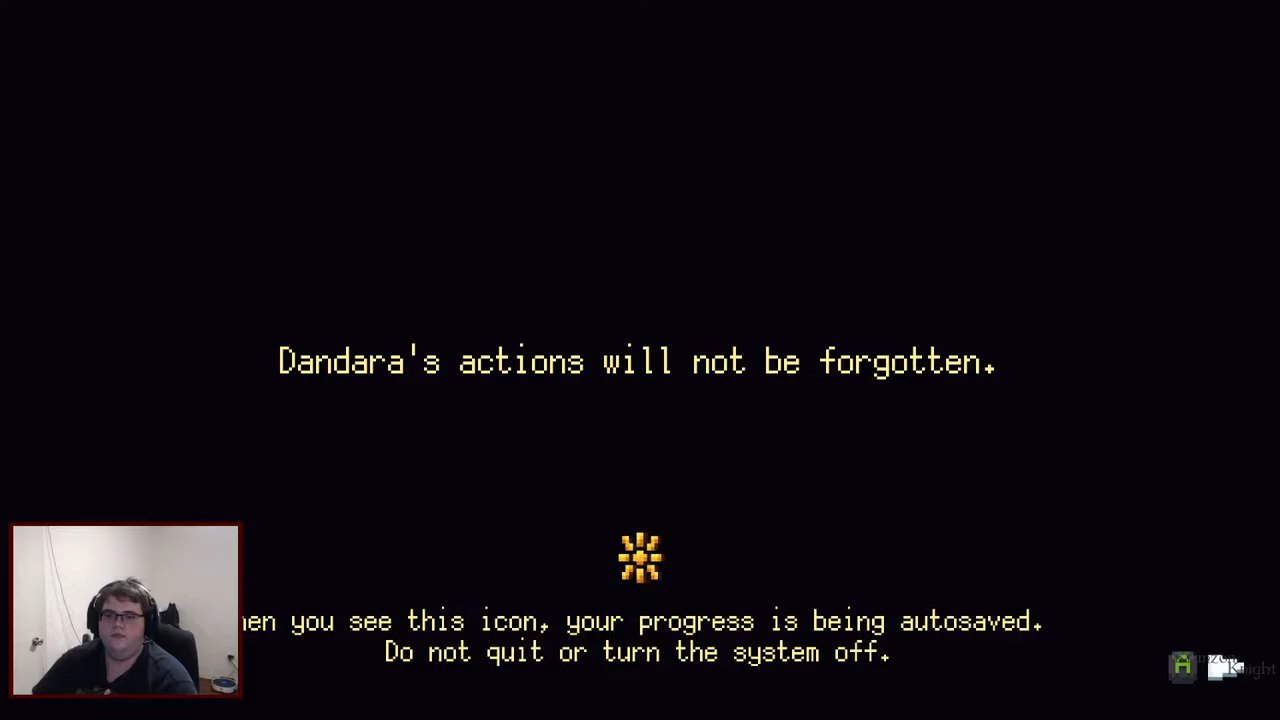 Dandara's actions will not be forgotten.
hen you see this icon, your progress is being autosaved.
Do not quit or turn the system off.
Knight